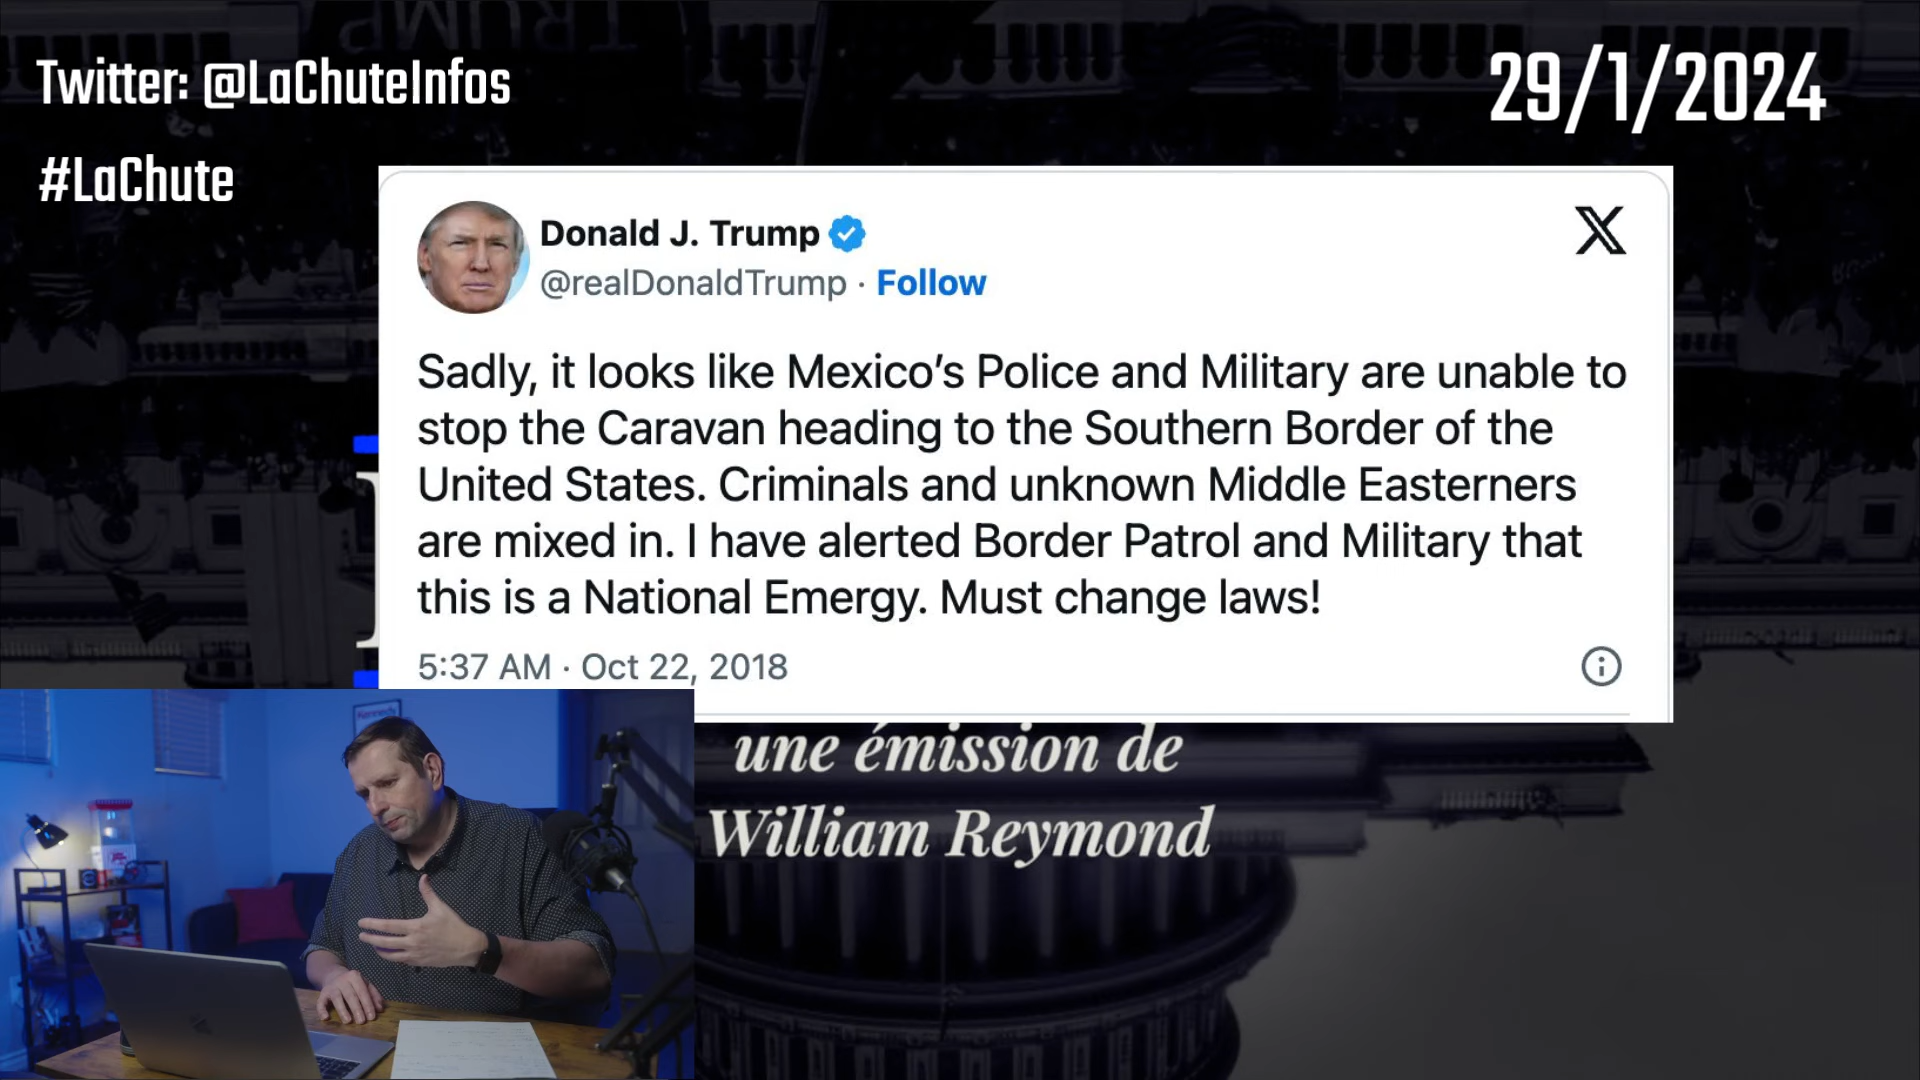 TRUMP
Twitter: @LaChuteInfos
29/1/2024
#LaChute
Donald J. Trump
@realDonaldTrump · Follow
Sadly, it looks like Mexico’s Police and Military are unable to
stop the Caravan heading to the Southern Border of the
United States. Criminals and unknown Middle Easterners
are mixed in. I have alerted Border Patrol and Military that
this is a National Emergy. Must change laws!
5:37 AM · Oct 22, 2018
Kennedy
une émission de
William Reymond